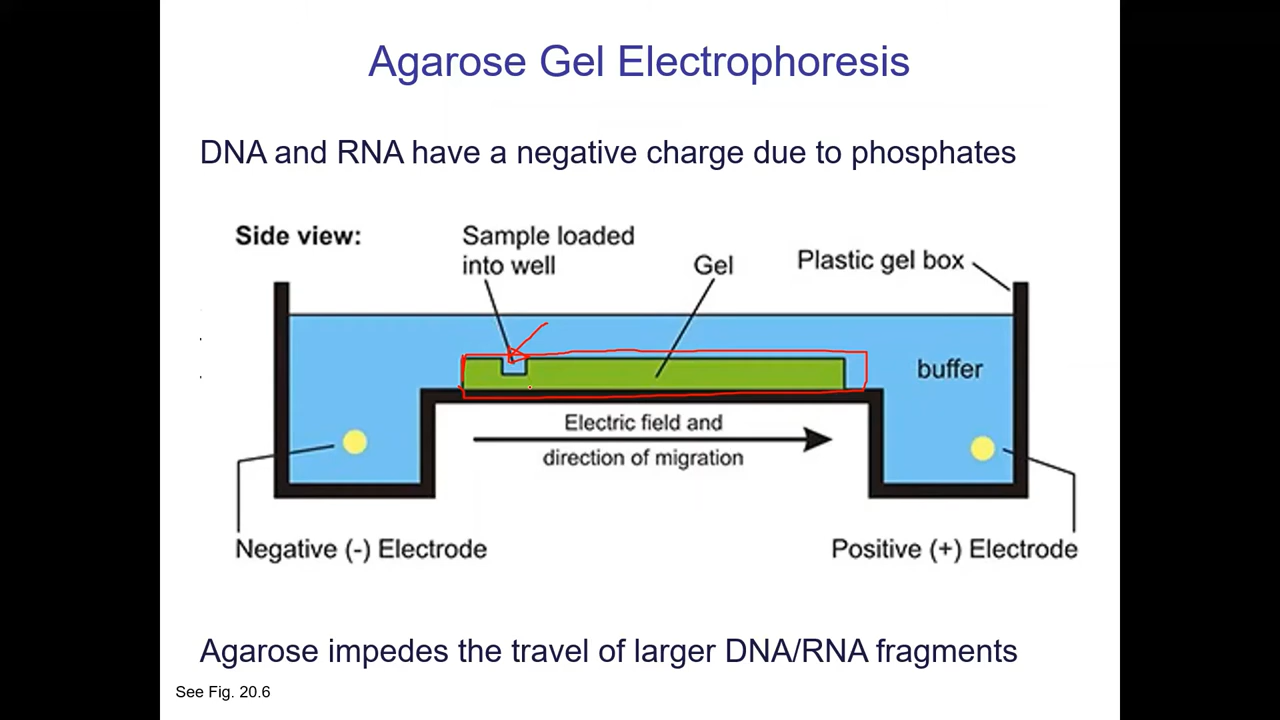 Agarose Gel Electrophoresis
DNA and RNA have a negative charge due to phosphates
Side view:
Sample loaded
into well
Gel
Plastic gel box
buffer
Electric field and
direction of migration
Negative (-) Electrode
Positive (+) Electrode
Agarose impedes the travel of larger DNA/RNA fragments
See Fig. 20.6